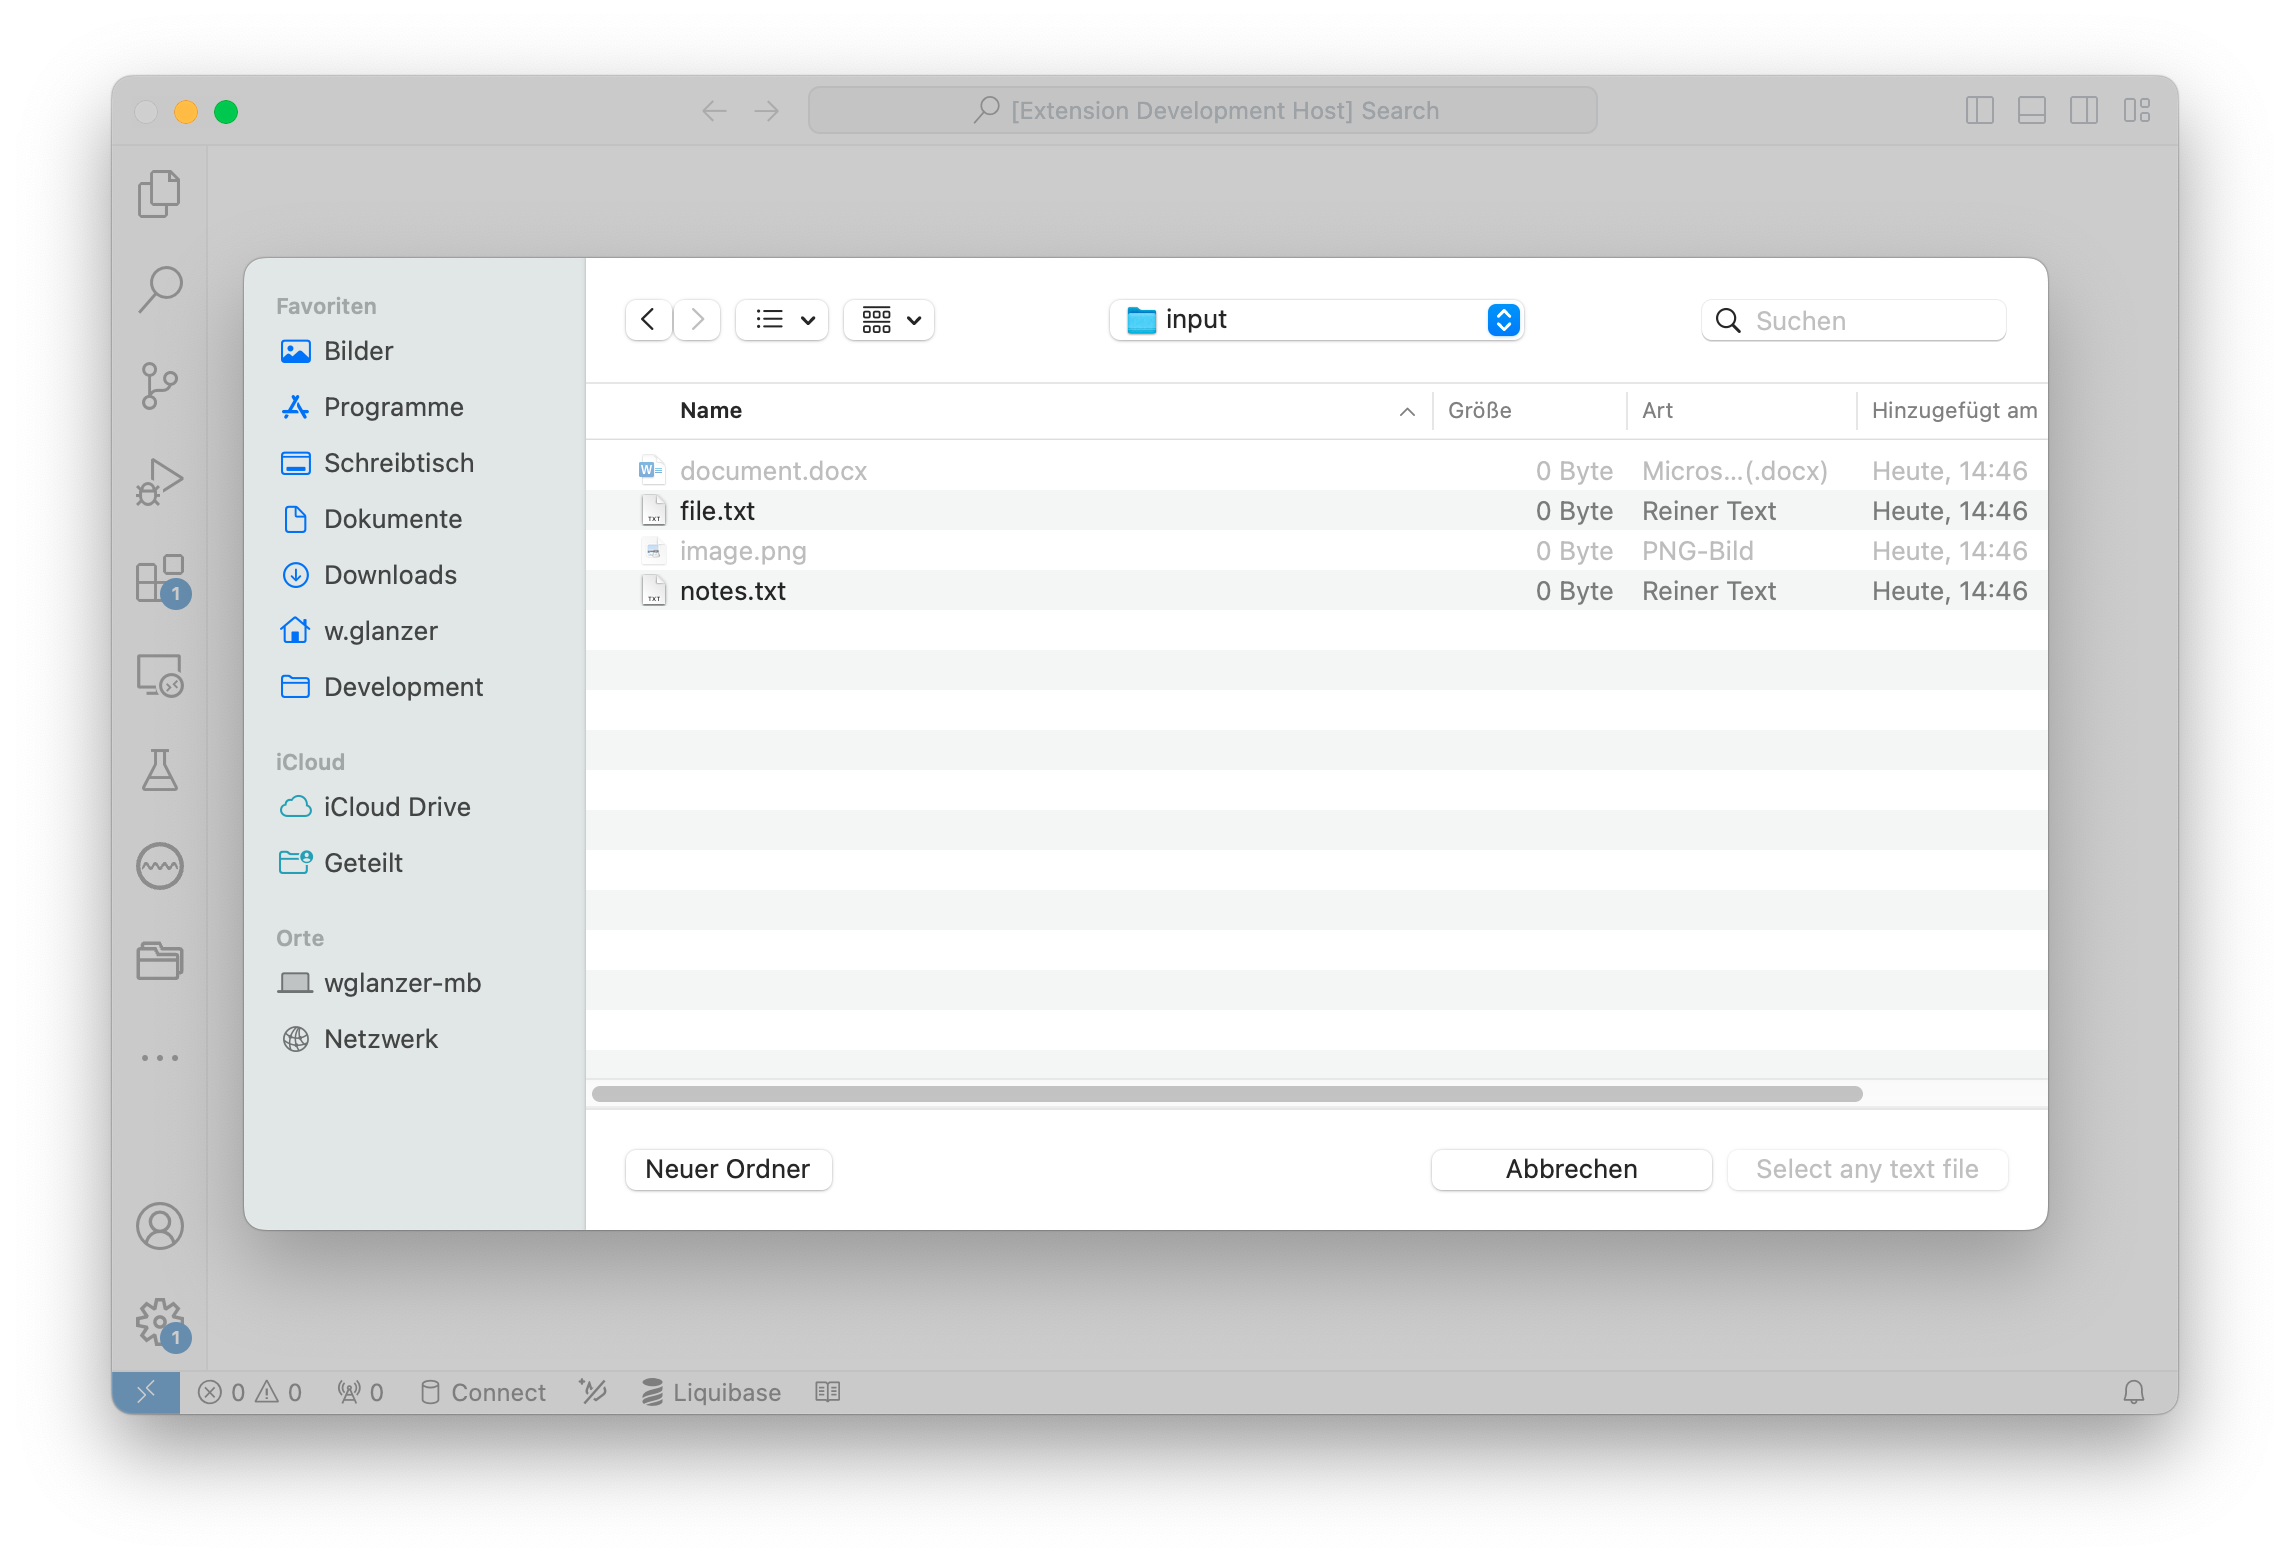 [Extension Development Host] Search
Favoriten
Bilder
Programme
Schreibtisch
Dokumente
Downloads
w.glanzer
Development
iCloud
iCloud Drive
Geteilt
Orte
wglanzer-mb
Netzwerk
input
Suchen
Name Größe Art Hinzugefügt am
document.docx 0 Byte Micros...(.docx) Heute, 14:46
file.txt 0 Byte Reiner Text Heute, 14:46
image.png 0 Byte PNG-Bild Heute, 14:46
notes.txt 0 Byte Reiner Text Heute, 14:46
Neuer Ordner Abbrechen Select any text file
1
1
0 0 0 Connect Liquibase